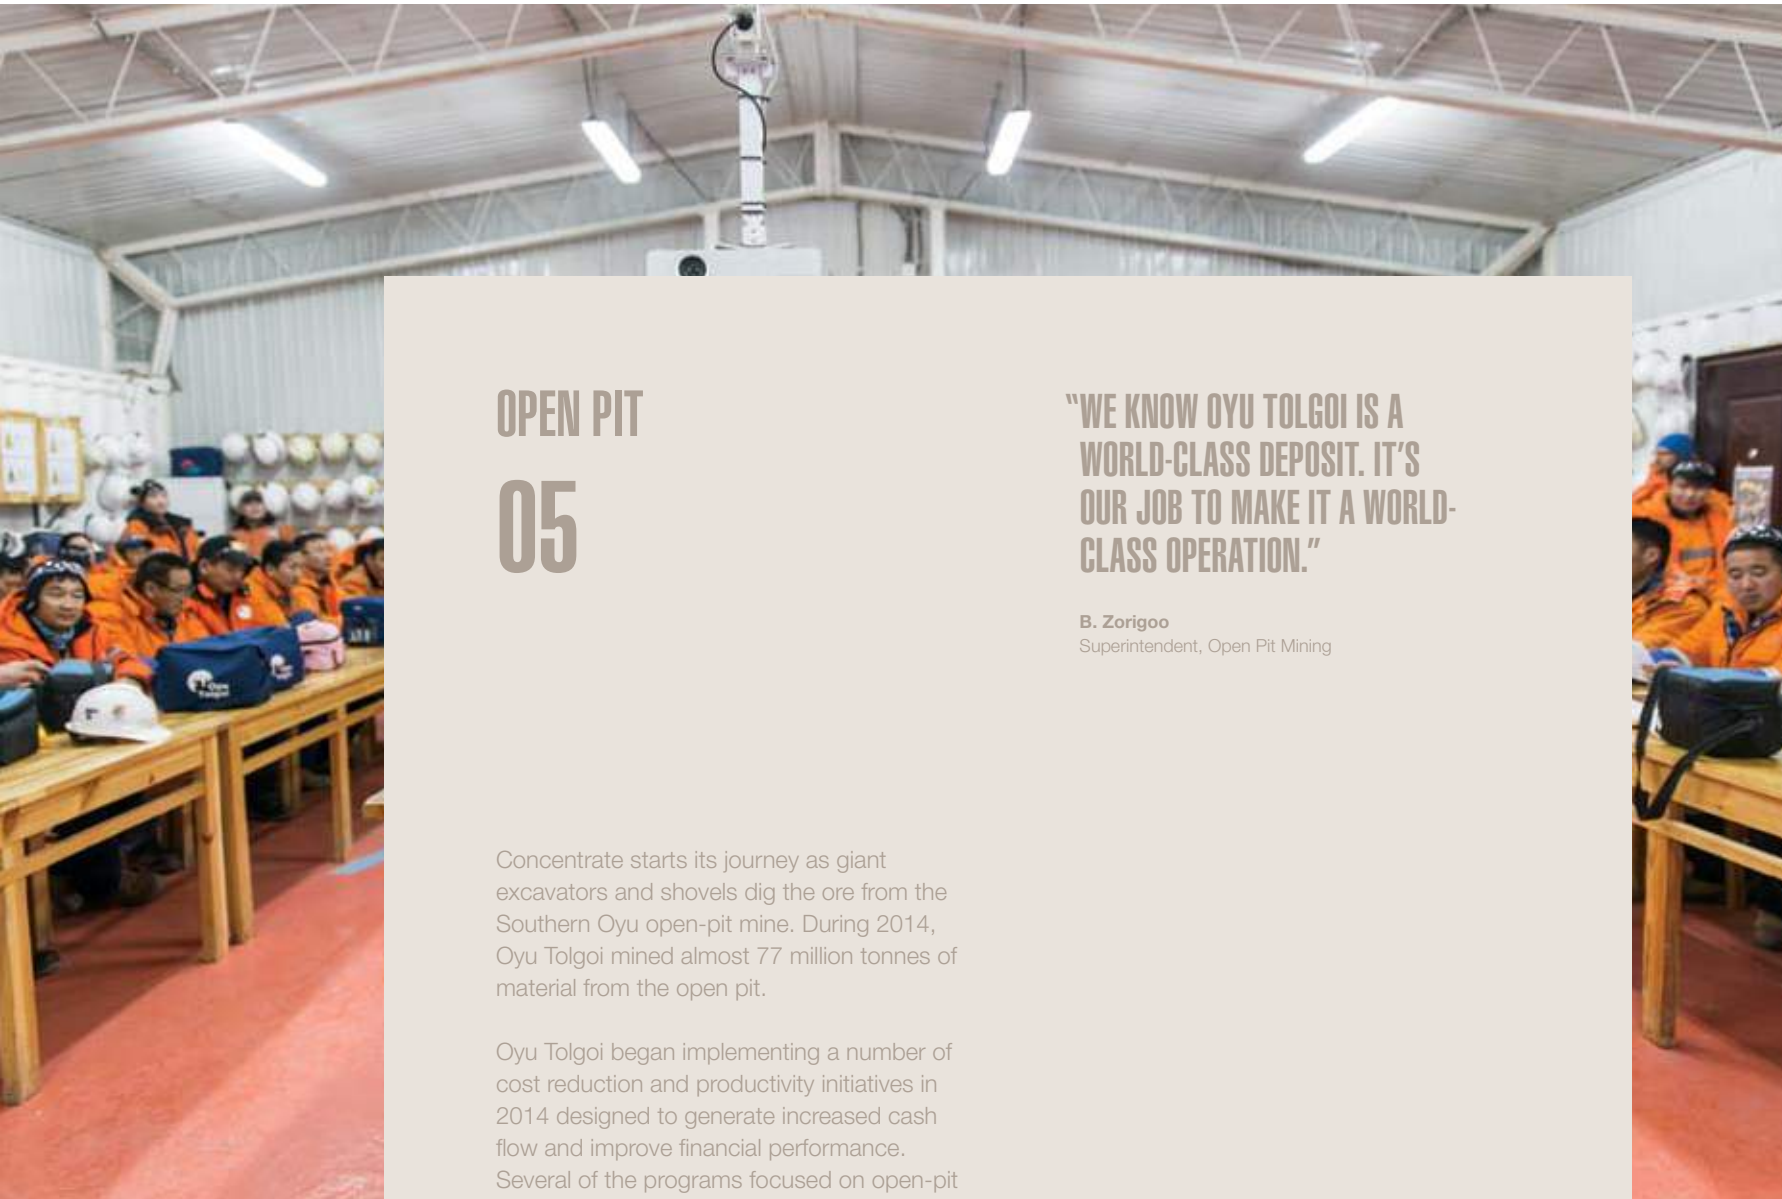 OPEN PIT
05
“WE KNOW OYU TOLGOI IS A
WORLD-CLASS DEPOSIT. IT’S
OUR JOB TO MAKE IT A WORLD-
CLASS OPERATION.”
B. Zorigoo
Superintendent, Open Pit Mining
Concentrate starts its journey as giant
excavators and shovels dig the ore from the
Southern Oyu open-pit mine. During 2014,
Oyu Tolgoi mined almost 77 million tonnes of
material from the open pit.
Oyu Tolgoi began implementing a number of
cost reduction and productivity initiatives in
2014 designed to generate increased cash
flow and improve financial performance.
Several of the programs focused on open-pit
Oyu
Tolgoi